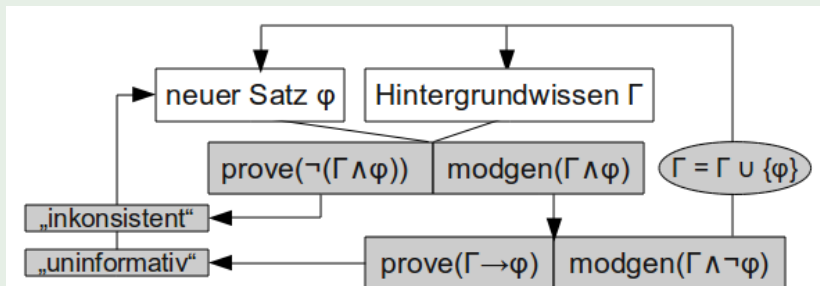 neuer Satz φ
Hintergrundwissen Γ
prove(¬(Γ∧φ))
modgen(Γ∧φ)
Γ = Γ ∪ {φ}
„inkonsistent“
„uninformativ“
prove(Γ→φ)
modgen(Γ∧¬φ)